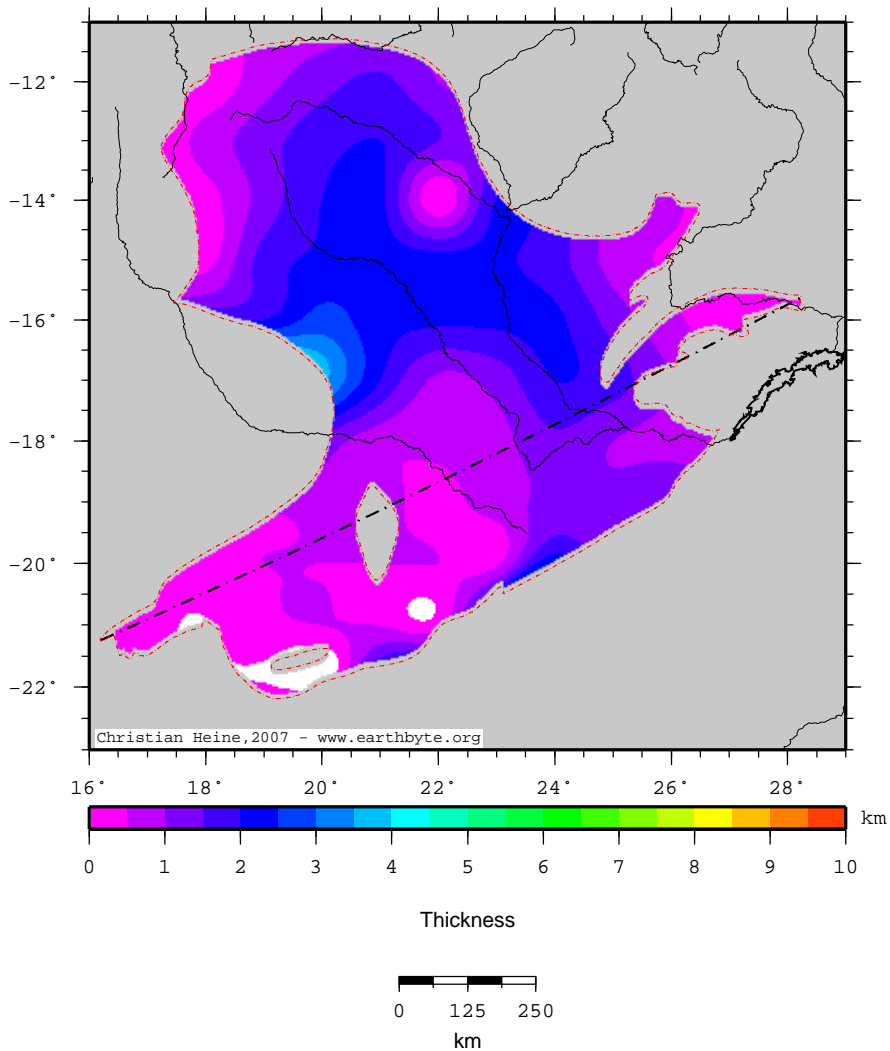 −12°
−14°
−16°
−18°
−20°
−22°
Christian Heine,2007 - www.earthbyte.org
16° 18° 20° 22° 24° 26° 28°
km
0 1 2 3 4 5 6 7 8 9 10
Thickness
0 125 250
km